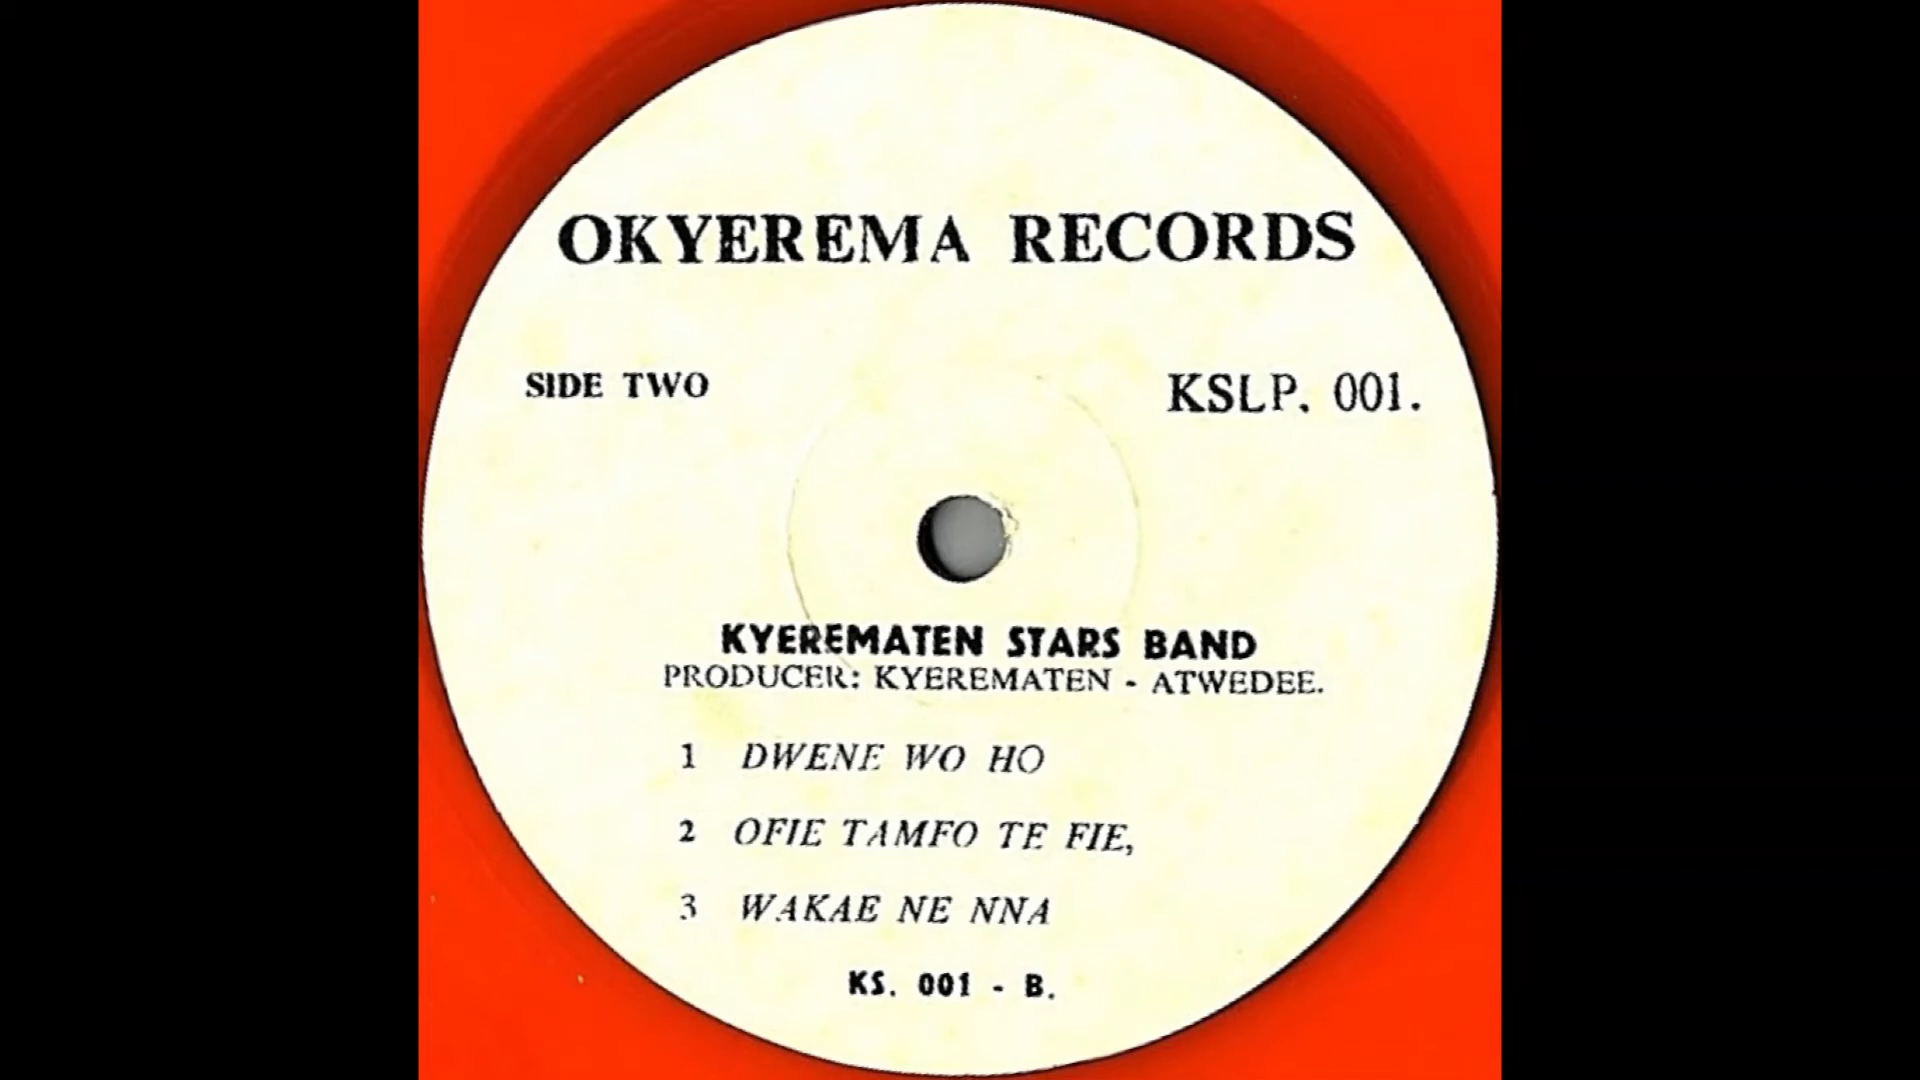 OKYEREMA RECORDS
SIDE TWO
KSLP. 001.
KYEREMATEN STARS BAND
PRODUCER: KYEREMATEN - ATWEDEE.
1 DWENE WO HO
2 OFIE TAMFO TE FIE,
3 WAKAE NE NNA
KS. 001 - B.